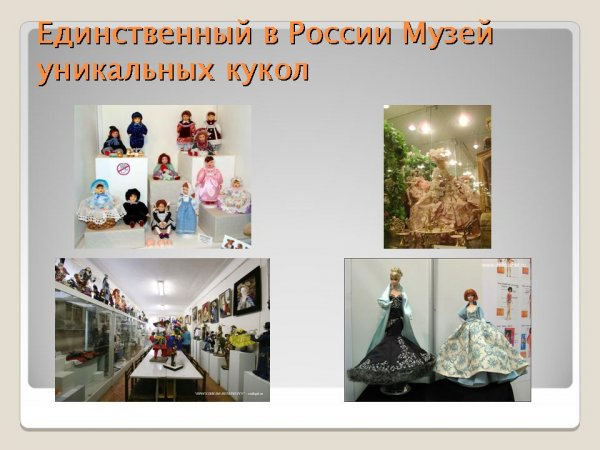 Единственный в России Музей
уникальных кукол